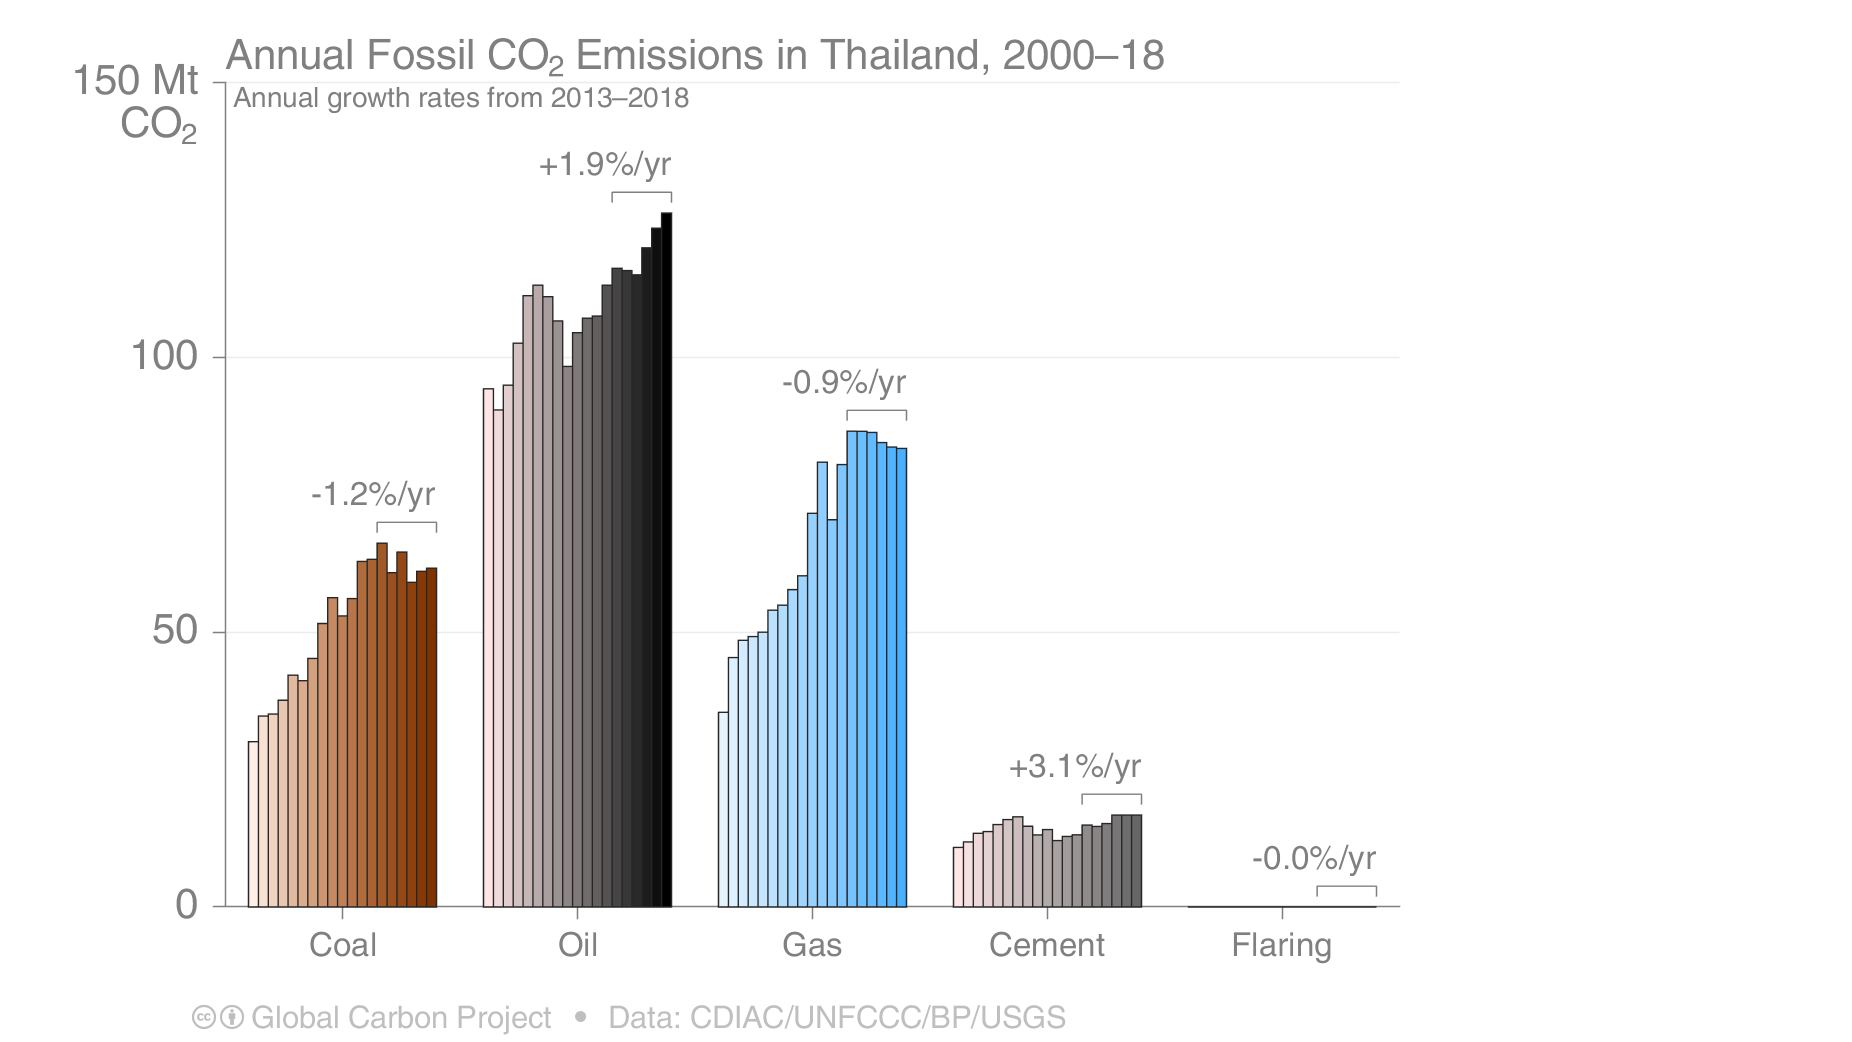 Annual Fossil CO₂ Emissions in Thailand, 2000–18
150 Mt
CO₂
Annual growth rates from 2013–2018
+1.9%/yr
100
-0.9%/yr
-1.2%/yr
50
+3.1%/yr
-0.0%/yr
0
Coal
Oil
Gas
Cement
Flaring
cc Global Carbon Project • Data: CDIAC/UNFCCC/BP/USGS